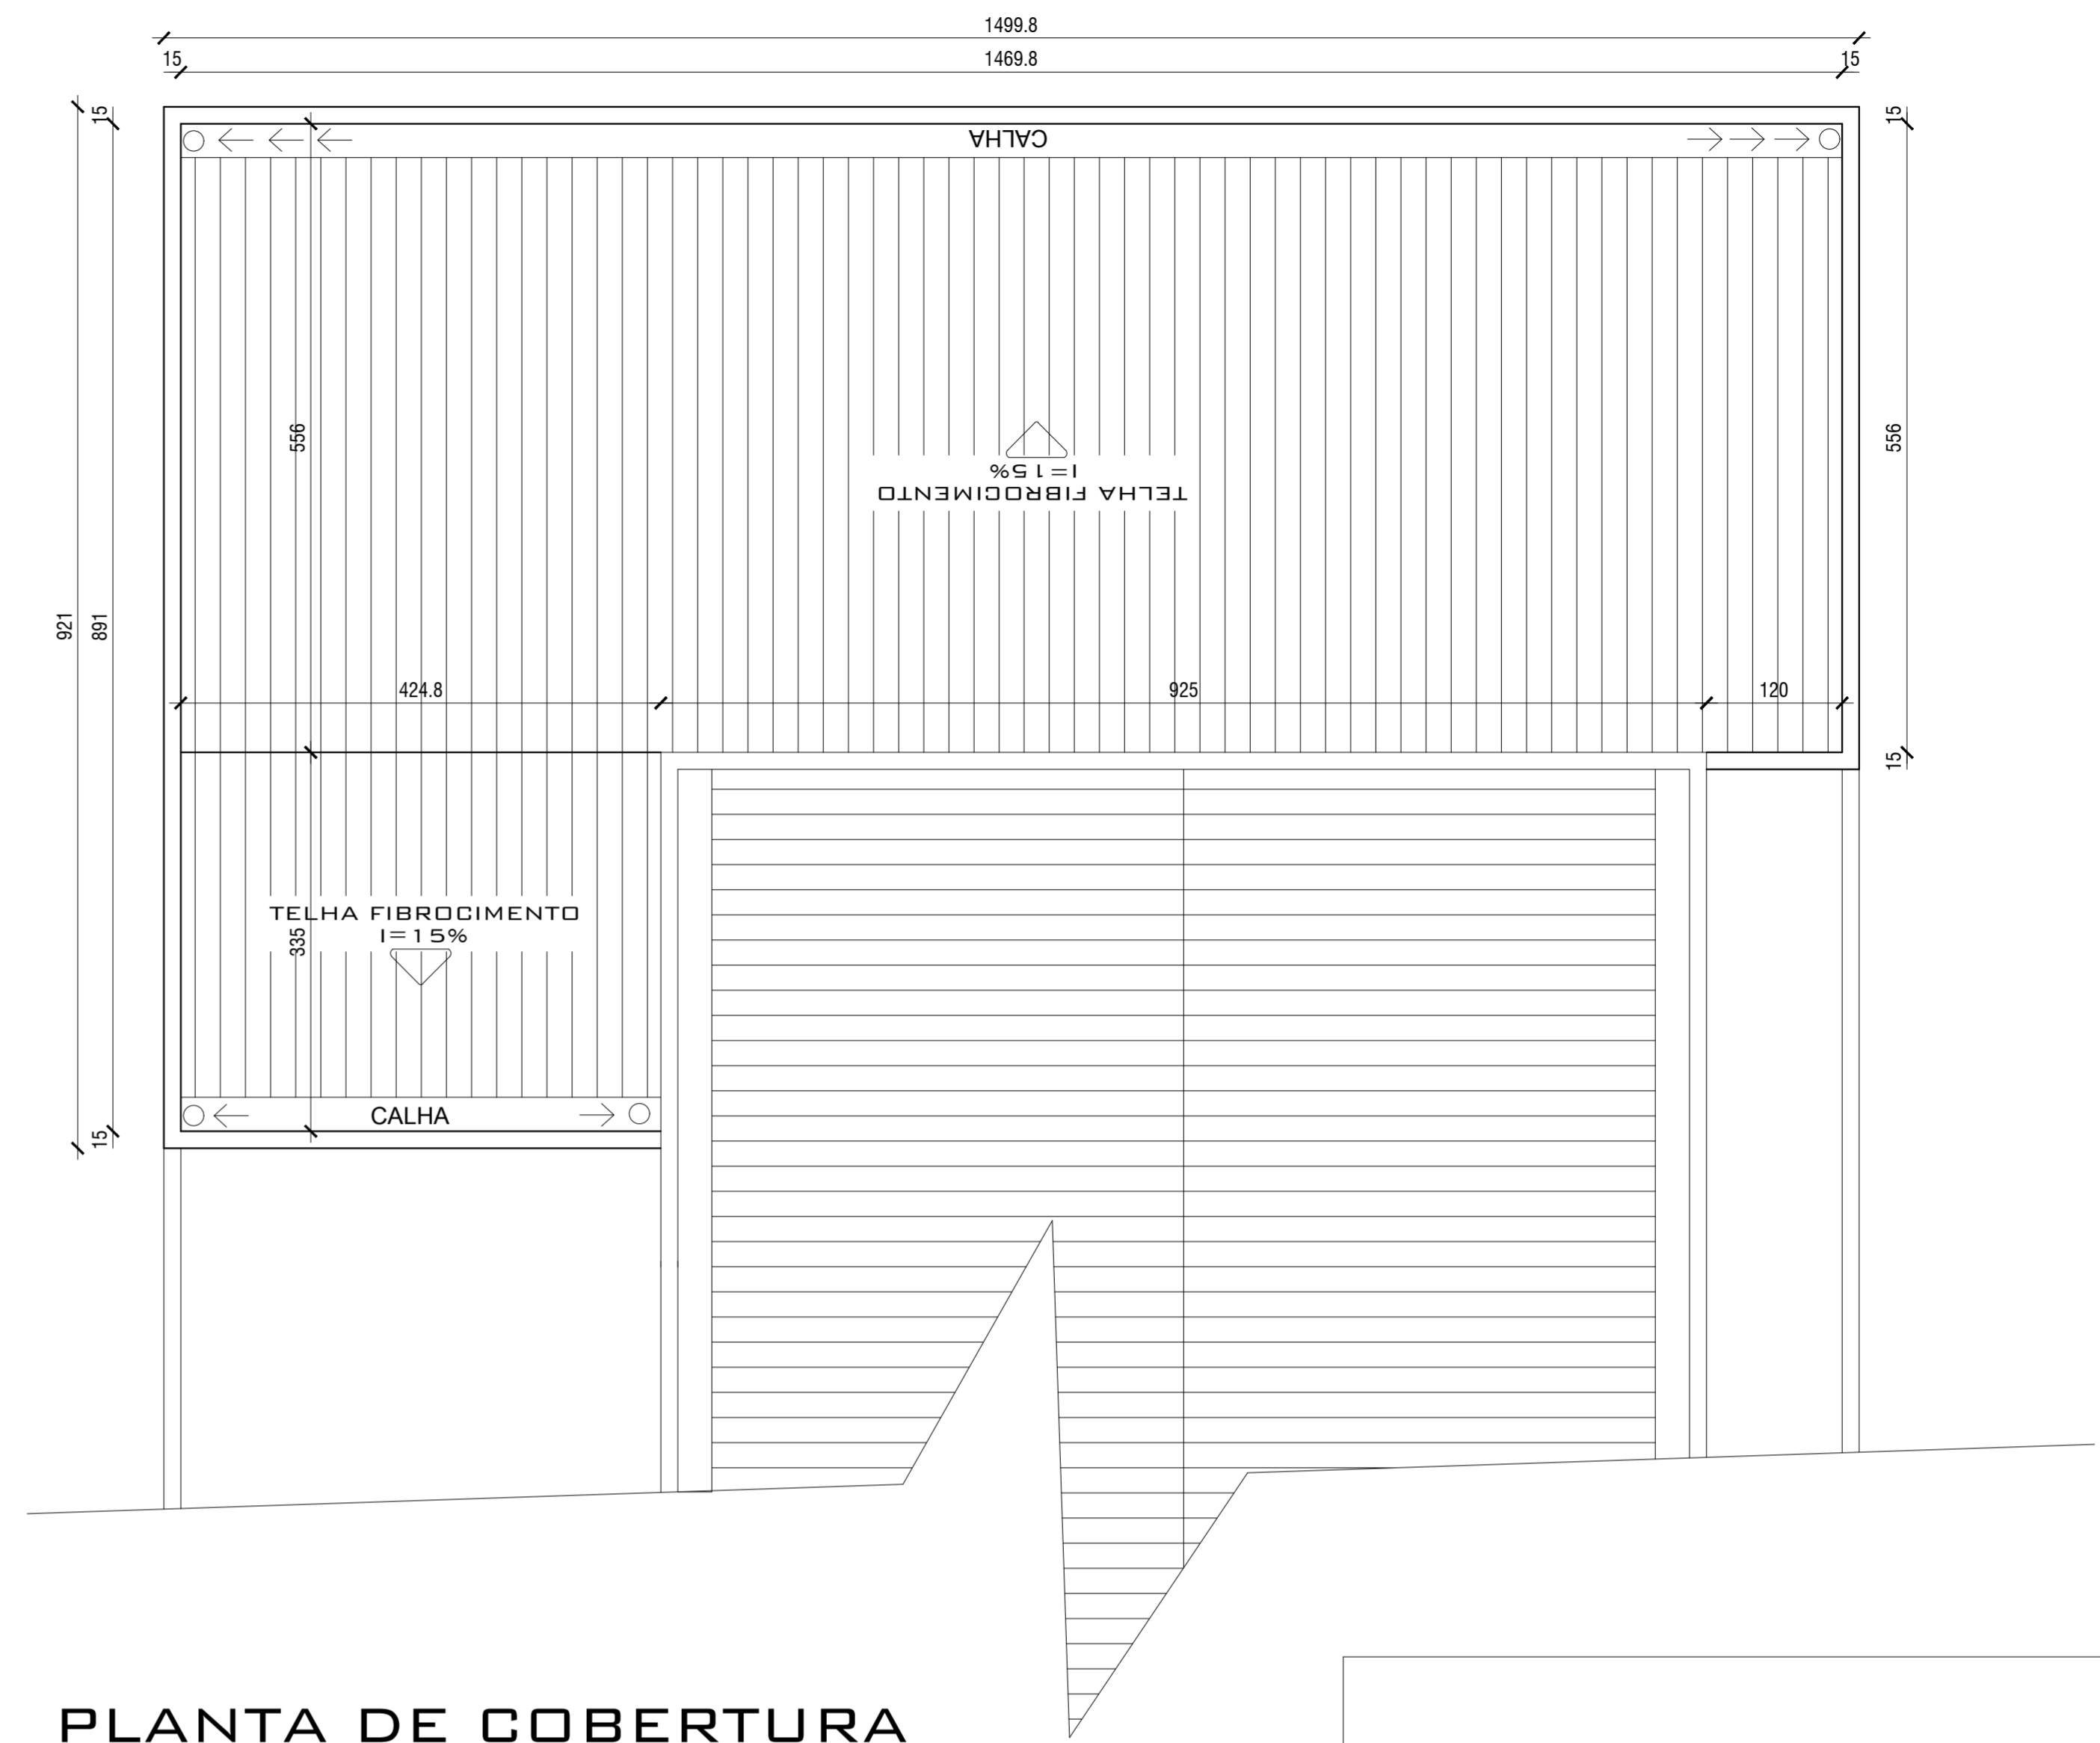 1499.8
15 1469.8 15
15 15
CALHA
556 556
I=15%
TELHA FIBROCIMENTO
921 891
424.8 925 120
15
TELHA FIBROCIMENTO
I=15%
335
CALHA
15
PLANTA DE COBERTURA